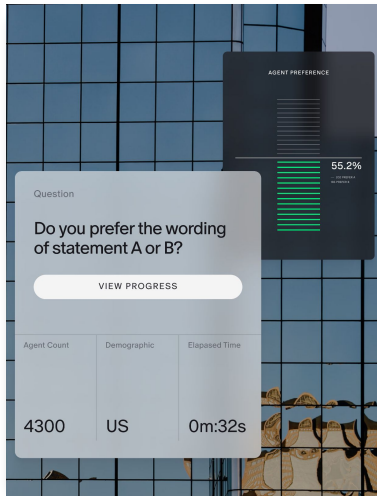 AGENT PREFERENCE
55.2%
Question
Do you prefer the wording
of statement A or B?
VIEW PROGRESS
Agent Count
Demographic
Elapased Time
4300
US
0m:32s